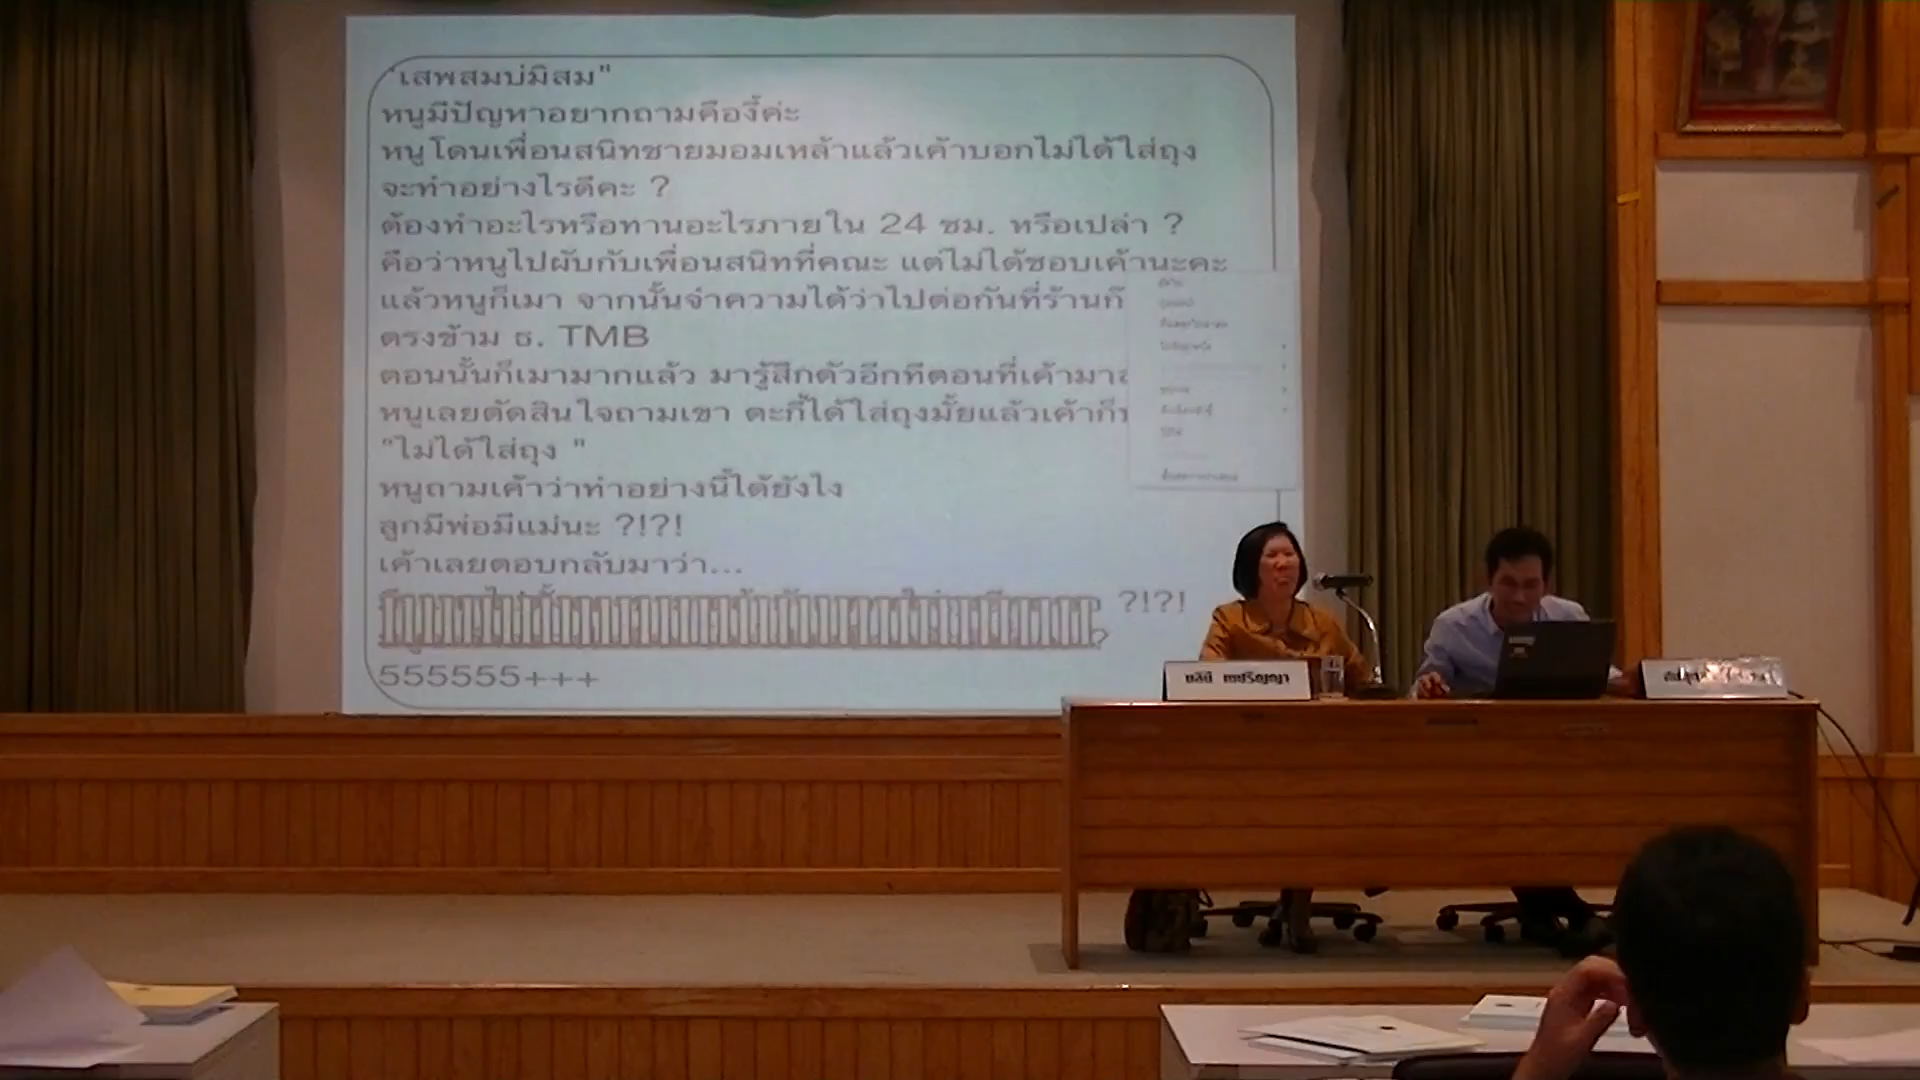 "เสพสมบ่มิสม"
หนูมีปัญหาอยากถามคืองี้ค่ะ
หนูโดนเพื่อนสนิทชายมอมเหล้าแล้วเค้าบอกไม่ได้ใส่ถุง
จะทำอย่างไรดีคะ ?
ต้องทำอะไรหรือทานอะไรภายใน 24 ชม. หรือเปล่า ?
คือว่าหนูไปผับกับเพื่อนสนิทที่คณะ แต่ไม่ได้ชอบเค้านะคะ
แล้วหนูก็เมา จากนั้นจำความได้ว่าไปต่อกันที่ร้าน
ตรงข้าม ธ. TMB
ตอนนั้นก็เมามากแล้ว มารู้สึกตัวอีกทีตอนที่เค้ามา
หนูเลยตัดสินใจถามเขา ตะกี้ได้ใส่ถุงมั้ยแล้วเค้าก็
"ไม่ได้ใส่ถุง "
หนูถามเค้าว่าทำอย่างนี้ได้ยังไง
ลูกมีพ่อมีแม่นะ ?!?!
เค้าเลยตอบกลับมาว่า...
?!?!
?
555555+++